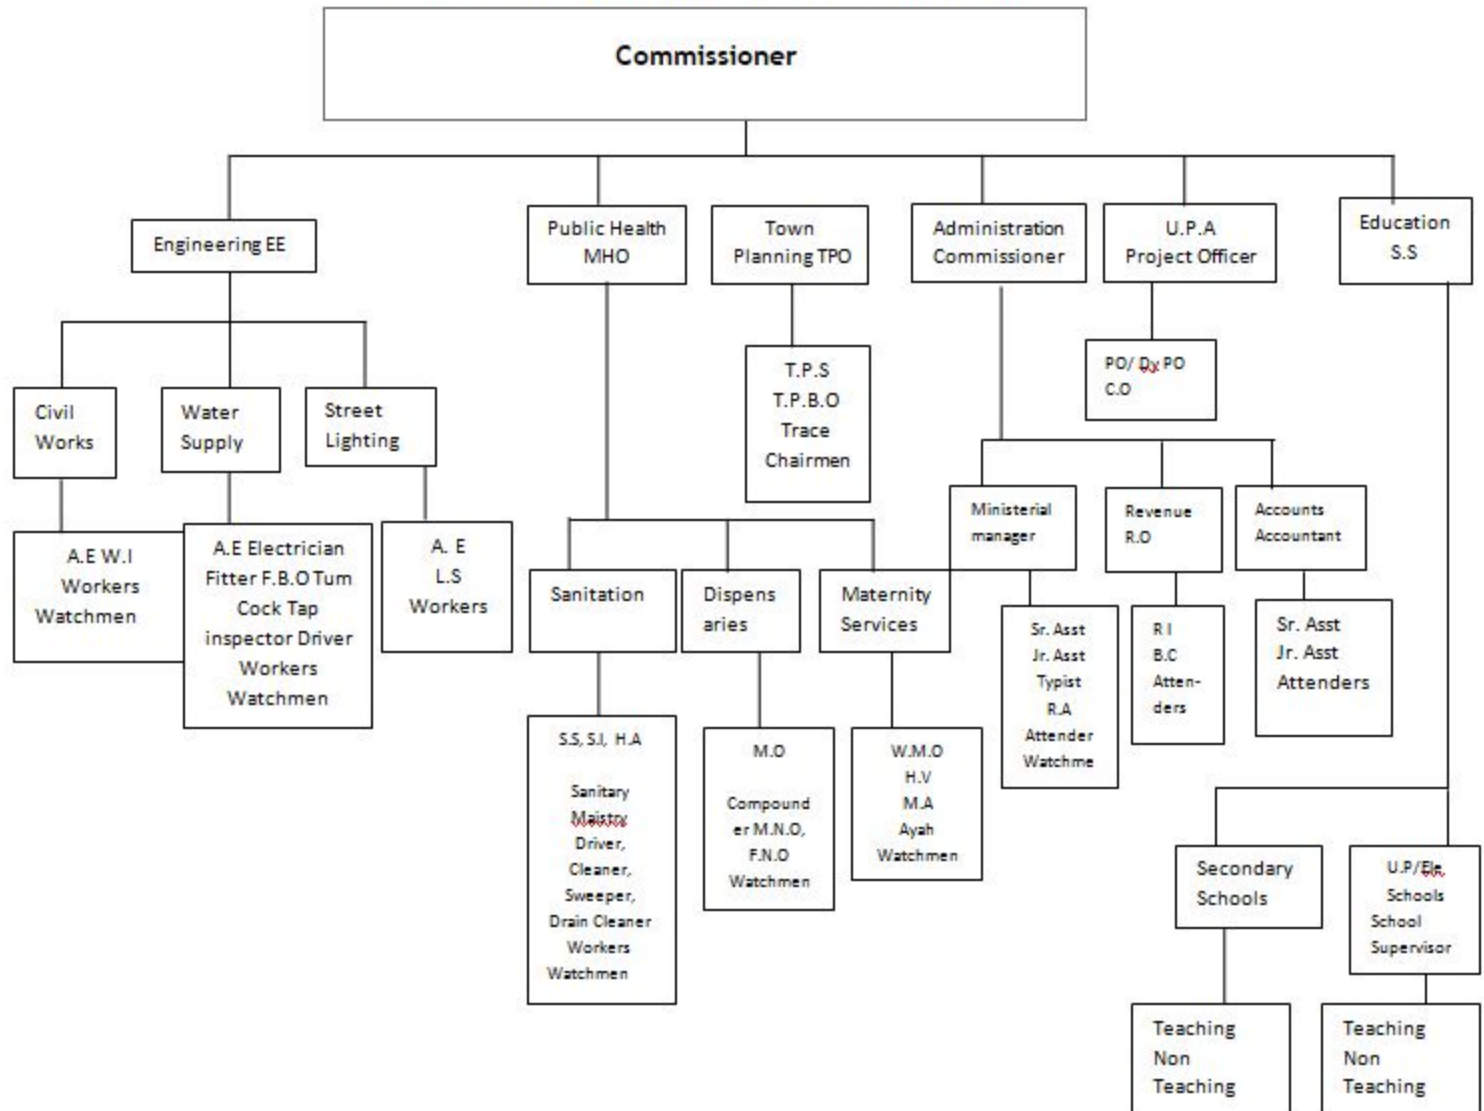 Commissioner
Engineering EE
Public Health
MHO
Town
Planning TPO
Administration
Commissioner
U.P.A
Project Officer
Education
S.S
Civil
Works
Water
Supply
Street
Lighting
T.P.S
T.P.B.O
Trace
Chairmen
PO/ Dy PO
C.O
Ministerial
manager
Revenue
R.O
Accounts
Accountant
A.E W.I
Workers
Watchmen
A.E Electrician
Fitter F.B.O Tum
Cock Tap
inspector Driver
Workers
Watchmen
A. E
L.S
Workers
Sanitation
Dispens
aries
Maternity
Services
Sr. Asst
Jr. Asst
Typist
R.A
Attender
Watchme
R I
B.C
Atten-
ders
Sr. Asst
Jr. Asst
Attenders
S.S, S.I, H.A
Sanitary
Maistry
Driver,
Cleaner,
Sweeper,
Drain Cleaner
Workers
Watchmen
M.O
Compound
er M.N.O,
F.N.O
Watchmen
W.M.O
H.V
M.A
Ayah
Watchmen
Secondary
Schools
U.P/Ele
Schools
School
Supervisor
Teaching
Non
Teaching
Teaching
Non
Teaching